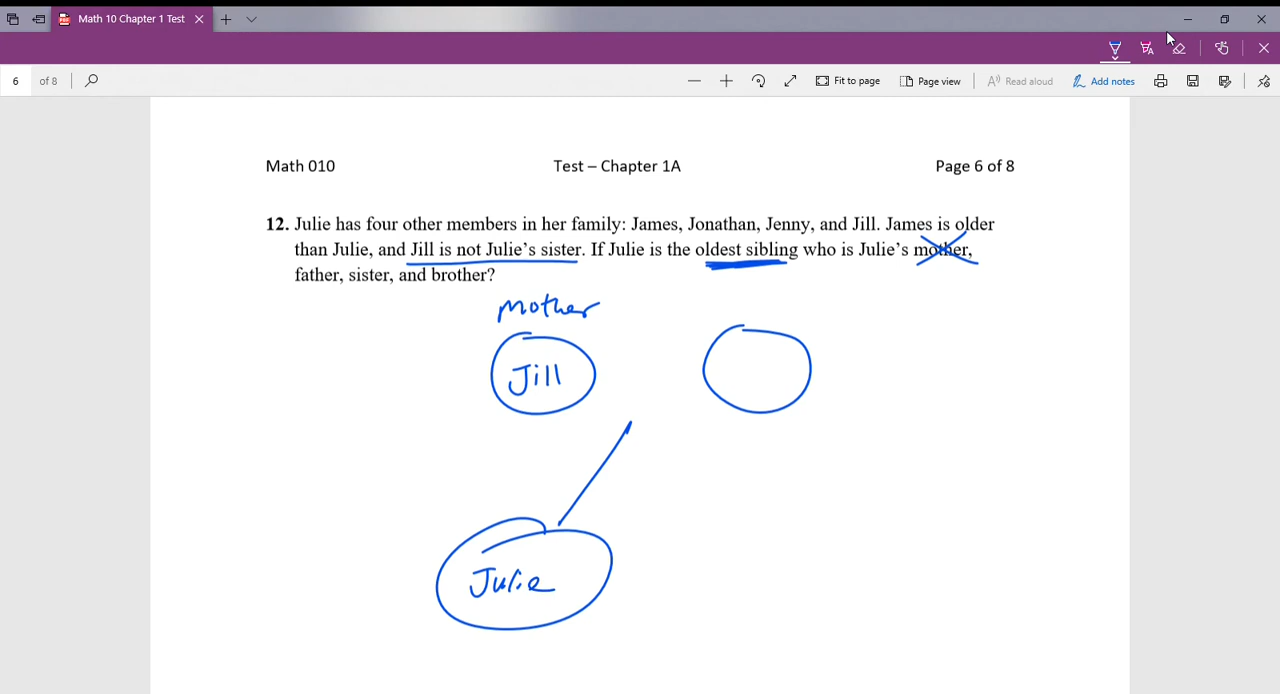 Math 10 Chapter 1 Test
6 of 8
Fit to page
Page view
Read aloud
Add notes
Math 010 Test – Chapter 1A Page 6 of 8
12. Julie has four other members in her family: James, Jonathan, Jenny, and Jill. James is older
than Julie, and Jill is not Julie's sister. If Julie is the oldest sibling who is Julie's mother,
father, sister, and brother?
Mother
Jill
Julie